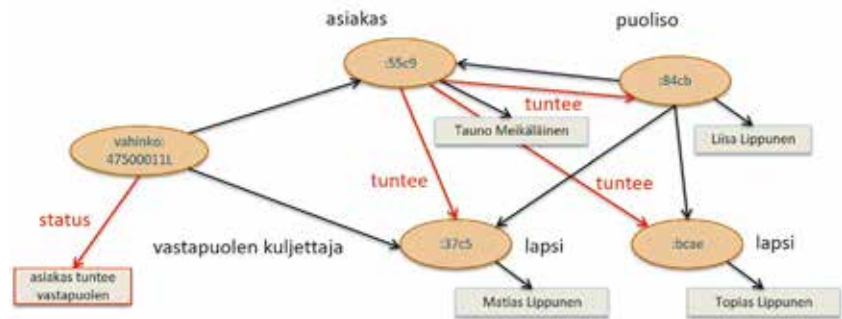 asiakas
puoliso
:55c9
:84cb
tuntee
Tauno Meikäläinen
Liisa Lippunen
vahinko:
47500011L
tuntee
tuntee
status
vastapuolen kuljettaja
:37c5
lapsi
:bcae
lapsi
asiakas tuntee
vastapuolen
Matias Lippunen
Topias Lippunen